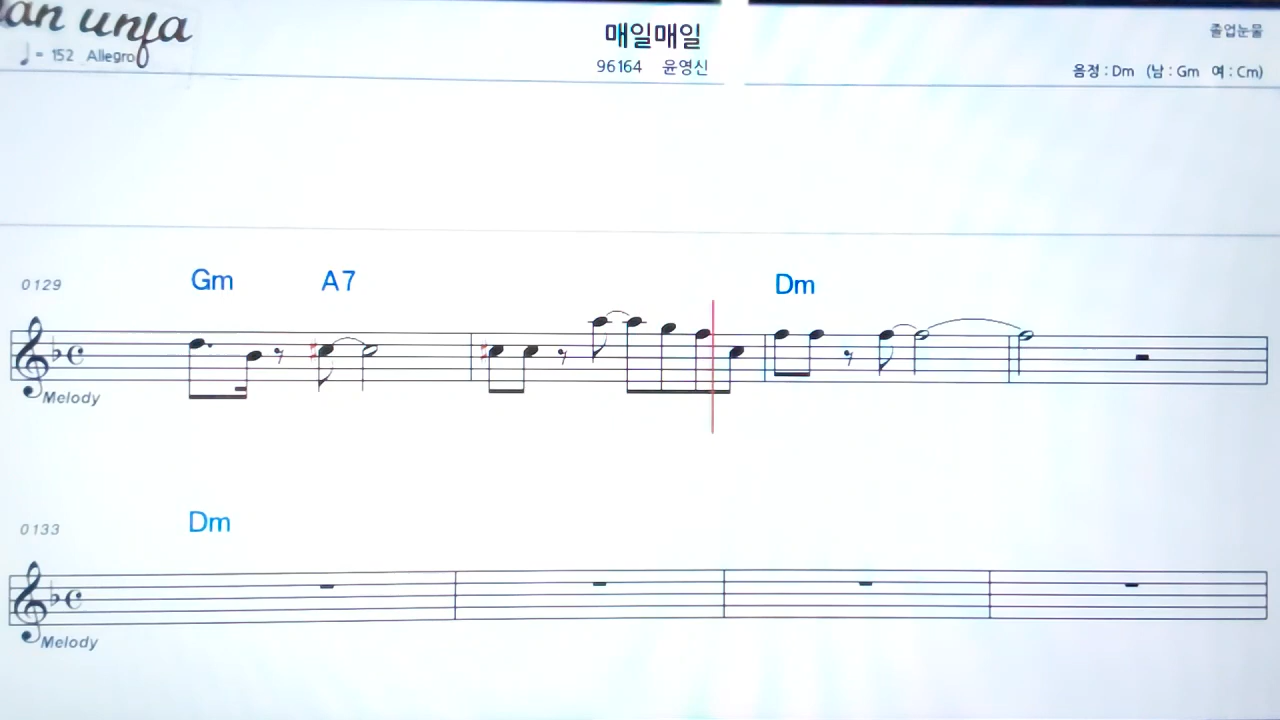 an unja
♩= 152 Allegro
매일매일
96164 윤영신
졸업눈물
음정 : Dm (남 : Gm 여 : Cm)
0129 Gm A7 Dm
Melody
0133 Dm
Melody